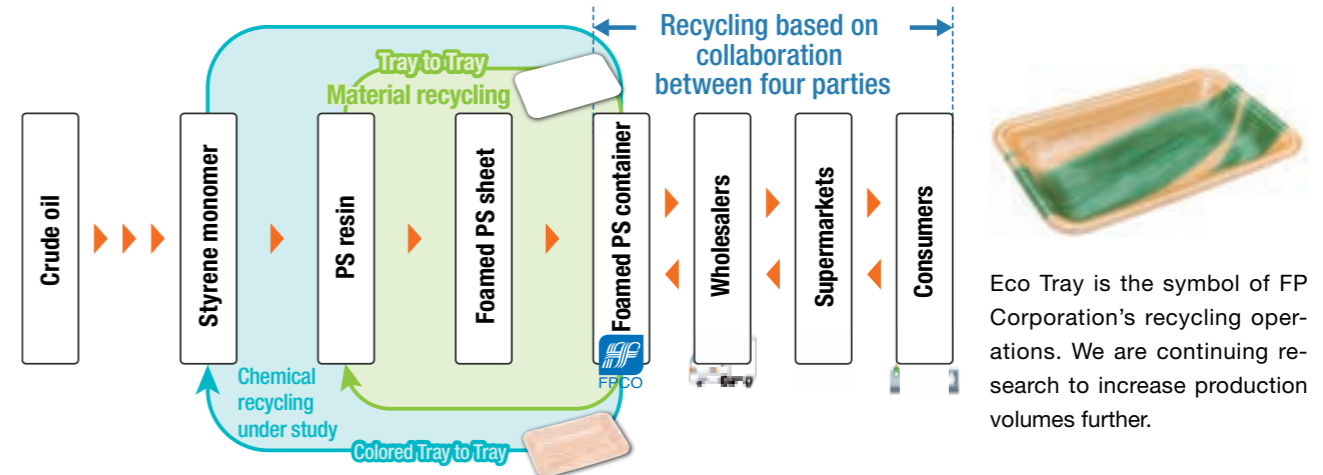 Recycling based on
collaboration
between four parties
Tray to Tray
Material recycling
Crude oil
Styrene monomer
PS resin
Foamed PS sheet
Foamed PS container
Wholesalers
Supermarkets
Consumers
FPCO
Chemical
recycling
under study
Colored Tray to Tray
Eco Tray is the symbol of FP
Corporation's recycling oper-
ations. We are continuing re-
search to increase production
volumes further.